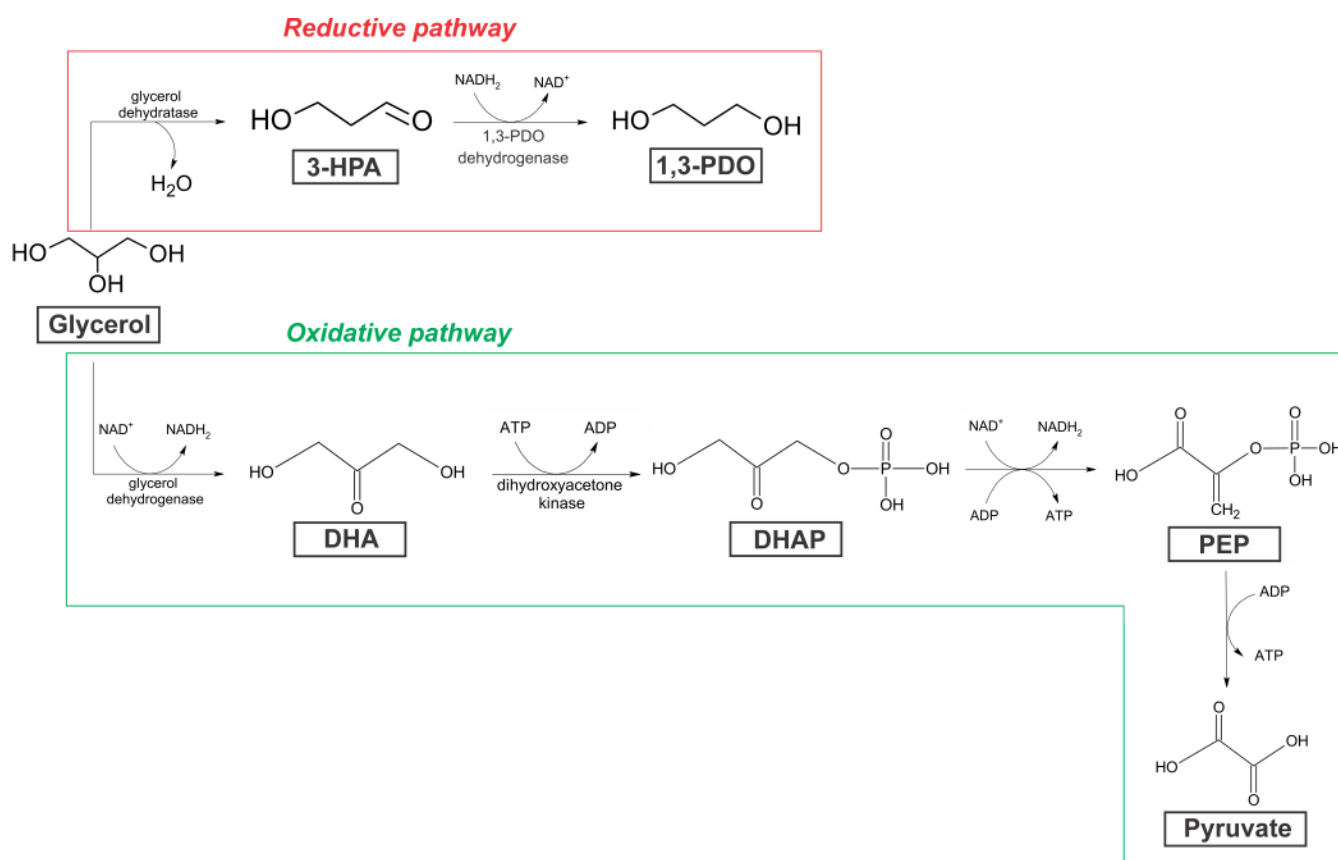 Reductive pathway
glycerol
dehydratase
H₂O
HO
O
3-HPA
NADH₂
NAD⁺
1,3-PDO
dehydrogenase
HO
OH
1,3-PDO
HO
OH
OH
Glycerol
Oxidative pathway
NAD⁺
NADH₂
glycerol
dehydrogenase
HO
OH
O
DHA
ATP
ADP
dihydroxyacetone
kinase
HO
O
O
P
O
OH
OH
DHAP
NAD⁺
NADH₂
ADP
ATP
O
HO
O
P
O
OH
OH
CH₂
PEP
ADP
ATP
O
HO
OH
O
Pyruvate